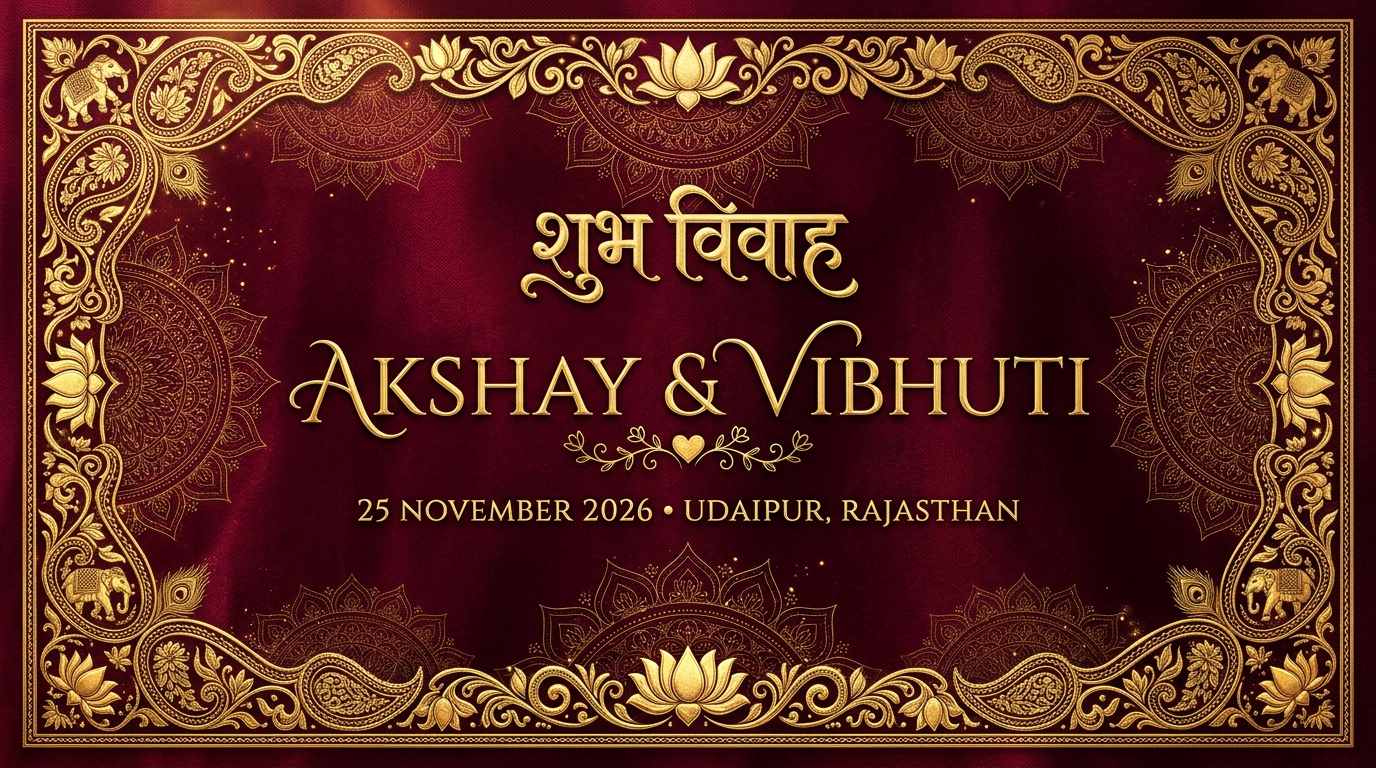 शुभ विवाह
AKSHAY & VIBHUTI
25 NOVEMBER 2026 • UDAIPUR, RAJASTHAN